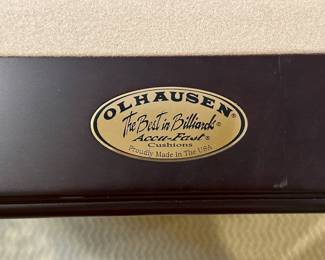 OLHAUSEN®
The Best in Billiards®
Accu-Fast®
Cushions
Proudly Made In The USA